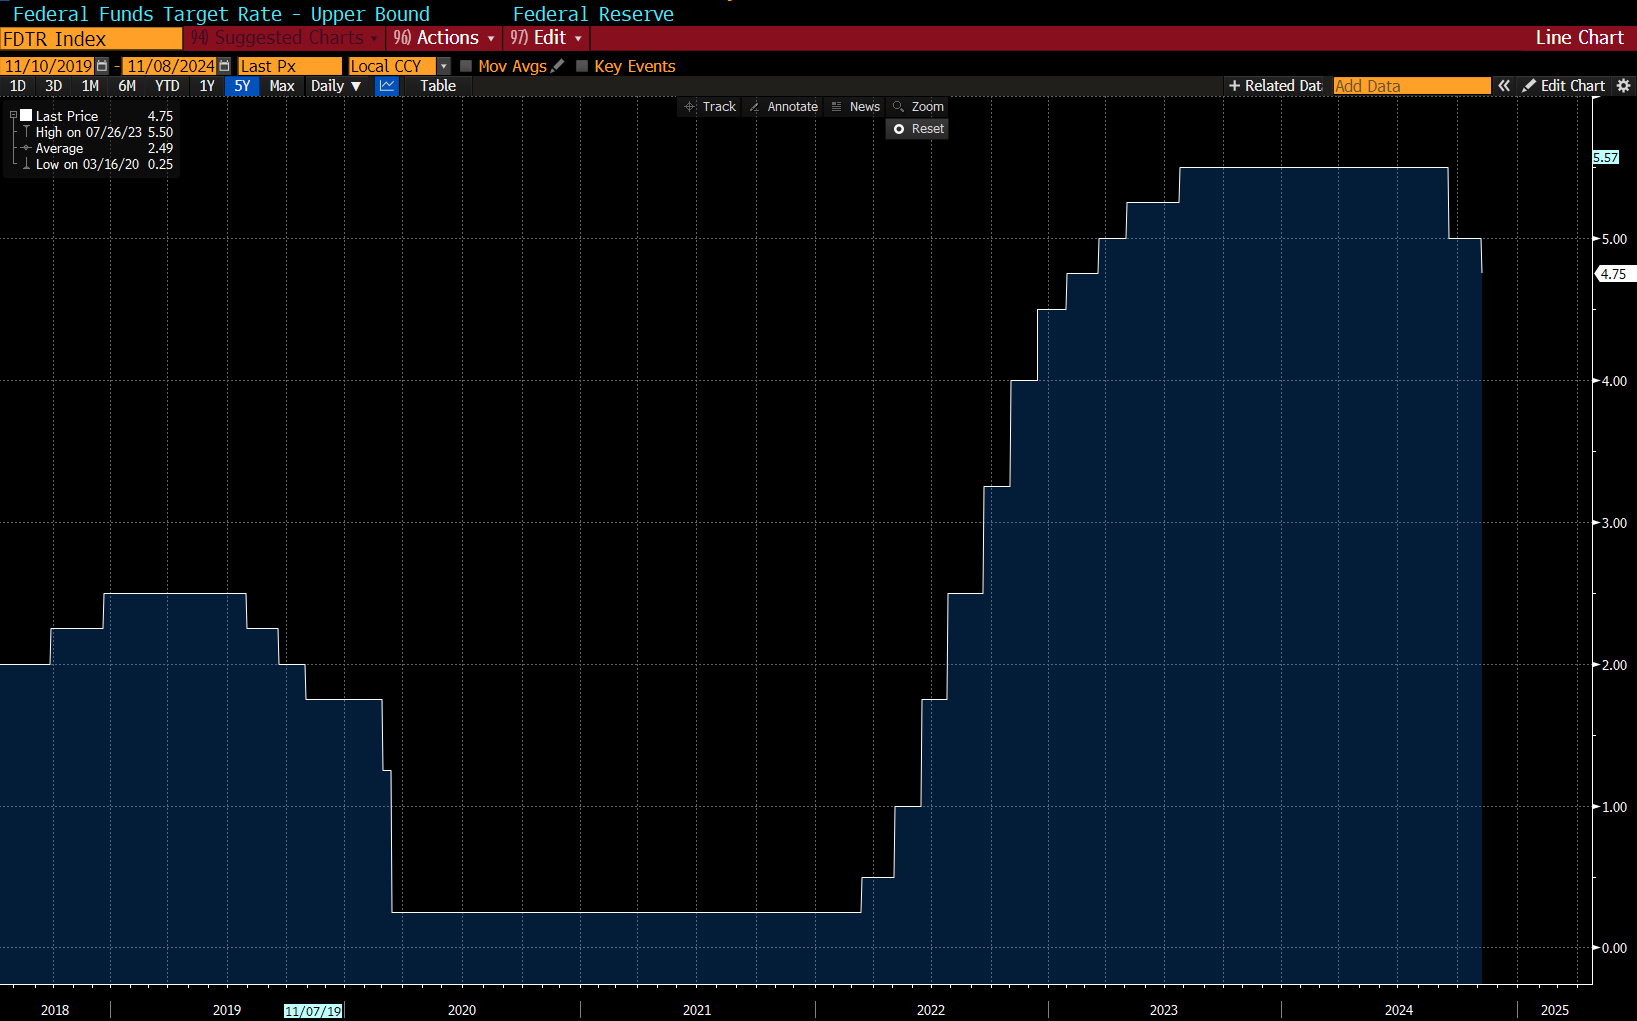 Federal Funds Target Rate - Upper Bound Federal Reserve
FDTR Index 94) Suggested Charts 96) Actions 97) Edit Line Chart
11/10/2019 - 11/08/2024 Last Px Local CCY Mov Avgs Key Events
1D 3D 1M 6M YTD 1Y 5Y Max Daily ▼ Table + Related Dat Add Data « Edit Chart
Track Annotate News Zoom
Reset
Last Price 4.75
High on 07/26/23 5.50
Average 2.49
Low on 03/16/20 0.25
5.57
5.00
4.75
4.00
3.00
2.00
1.00
0.00
2018 2019 11/07/19 2020 2021 2022 2023 2024 2025